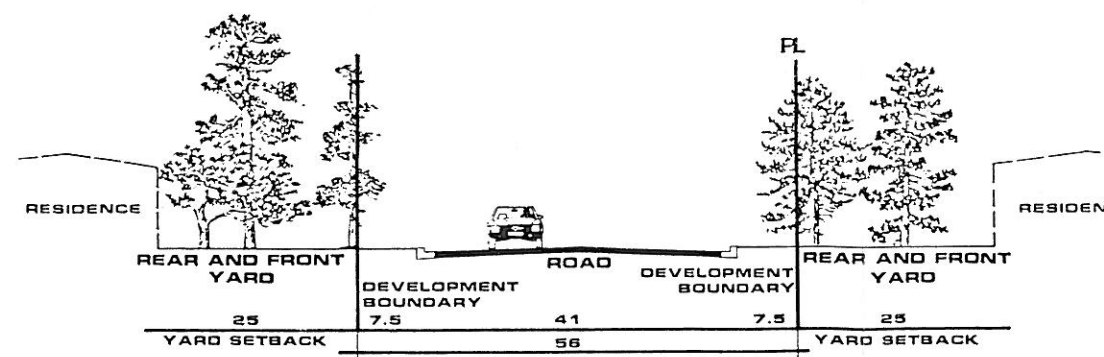 PL
RESIDENCE
RESIDEN
REAR AND FRONT
YARD
ROAD
REAR AND FRONT
YARD
DEVELOPMENT
BOUNDARY
DEVELOPMENT
BOUNDARY
25 7.5 41 7.5 25
YARD SETBACK 56 YARD SETBACK